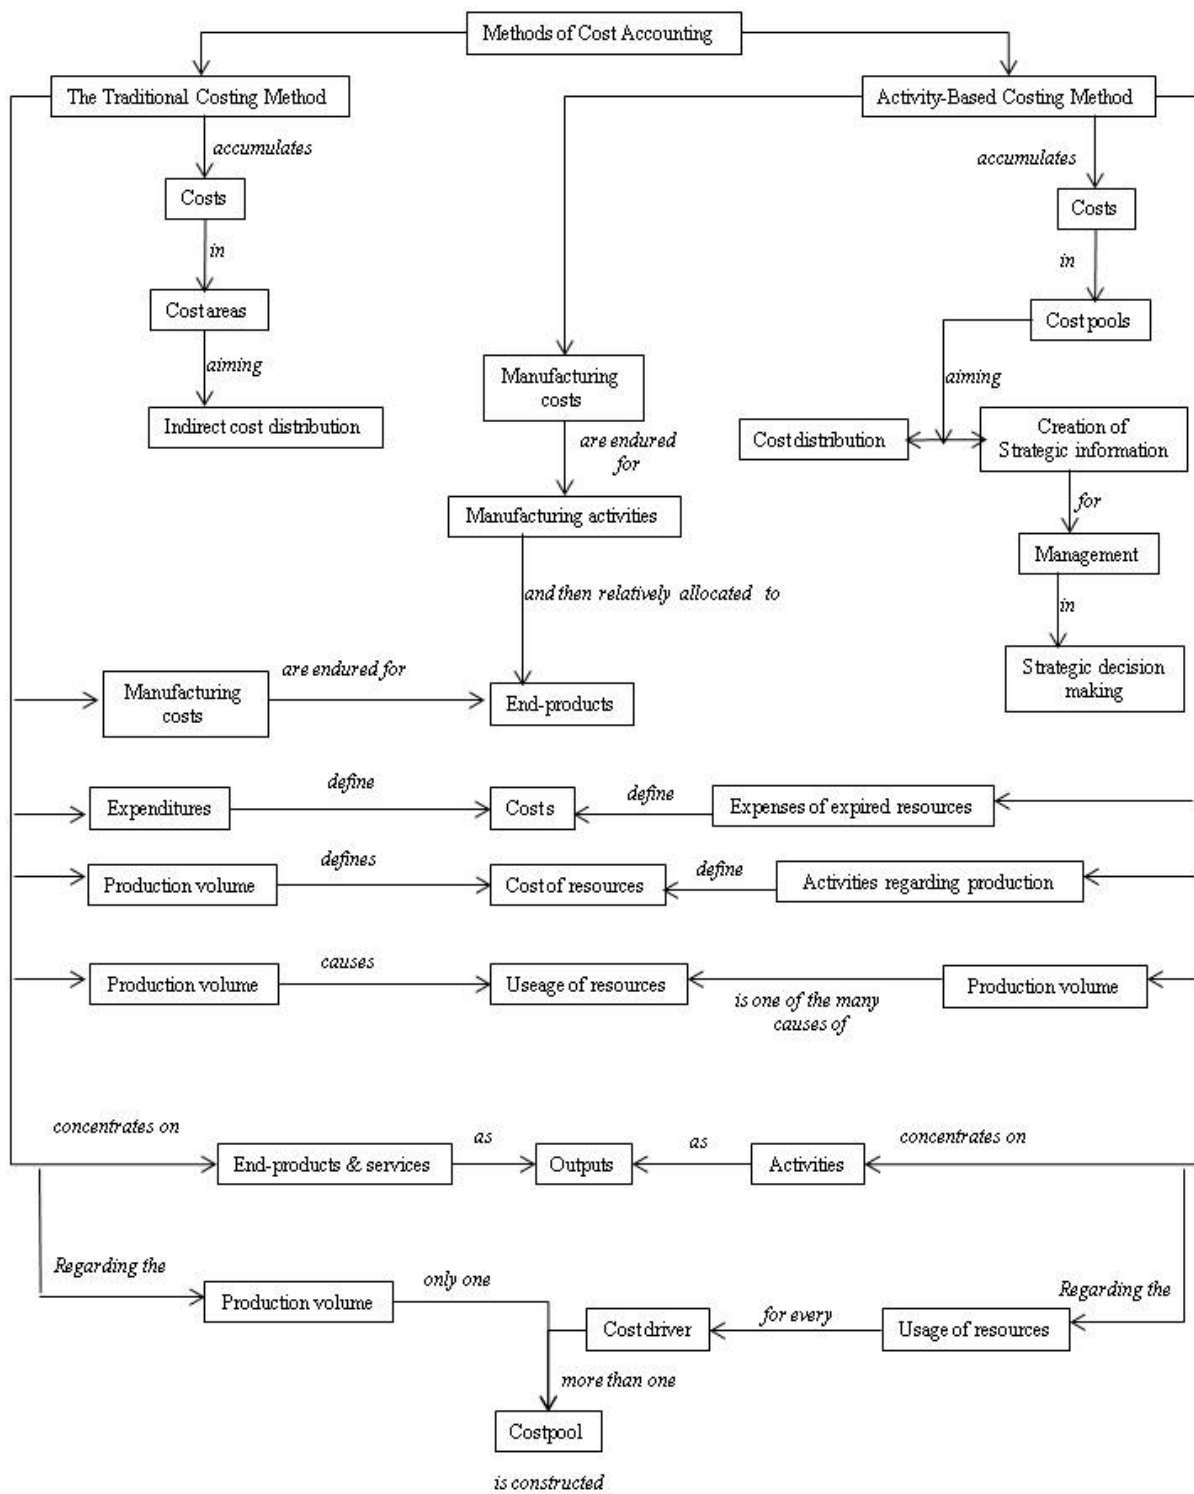 Methods of Cost Accounting
The Traditional Costing Method
Activity-Based Costing Method
accumulates
accumulates
Costs
Costs
in
in
Cost areas
Cost pools
aiming
aiming
Manufacturing
costs
Indirect cost distribution
Cost distribution
Creation of
Strategic information
are endured
for
for
Manufacturing activities
Management
and then relatively allocated to
in
Strategic decision
making
are endured for
Manufacturing
costs
End-products
define
define
Expenditures
Costs
Expenses of expired resources
defines
define
Production volume
Cost of resources
Activities regarding production
causes
Production volume
Useage of resources
Production volume
is one of the many
causes of
concentrates on
as
as
concentrates on
End-products & services
Outputs
Activities
Regarding the
only one
Regarding the
Production volume
for every
Cost driver
Usage of resources
more than one
Costpool
is constructed